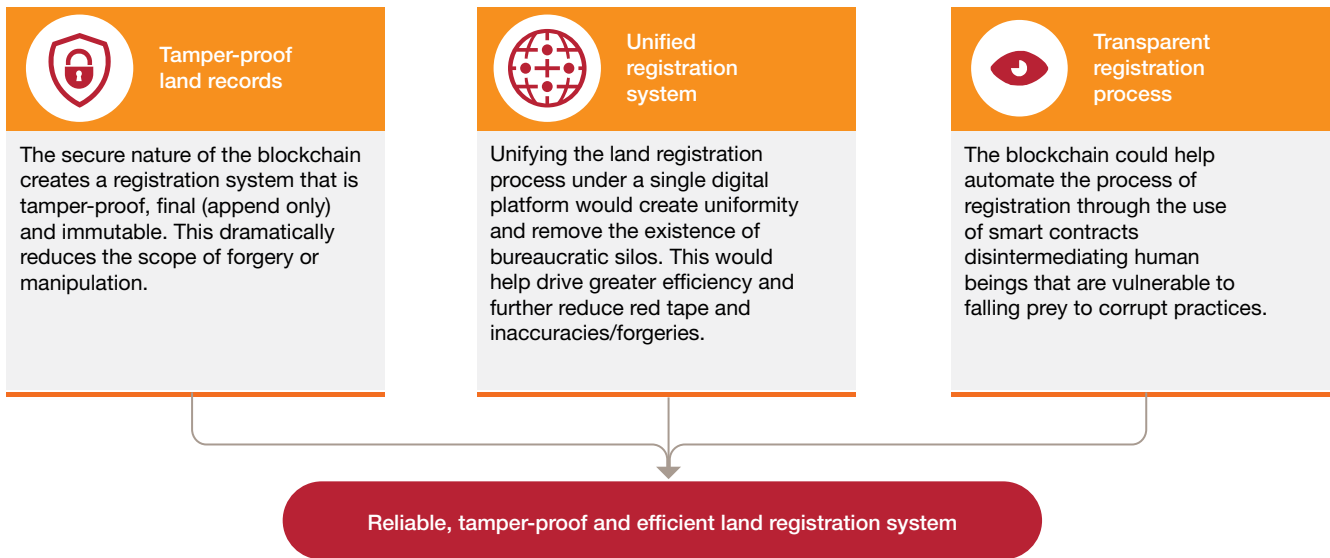 Tamper-proof
land records
The secure nature of the blockchain
creates a registration system that is
tamper-proof, final (append only)
and immutable. This dramatically
reduces the scope of forgery or
manipulation.
Unified
registration
system
Unifying the land registration
process under a single digital
platform would create uniformity
and remove the existence of
bureaucratic silos. This would
help drive greater efficiency and
further reduce red tape and
inaccuracies/forgeries.
Transparent
registration
process
The blockchain could help
automate the process of
registration through the use
of smart contracts
disintermediating human
beings that are vulnerable to
falling prey to corrupt practices.
Reliable, tamper-proof and efficient land registration system